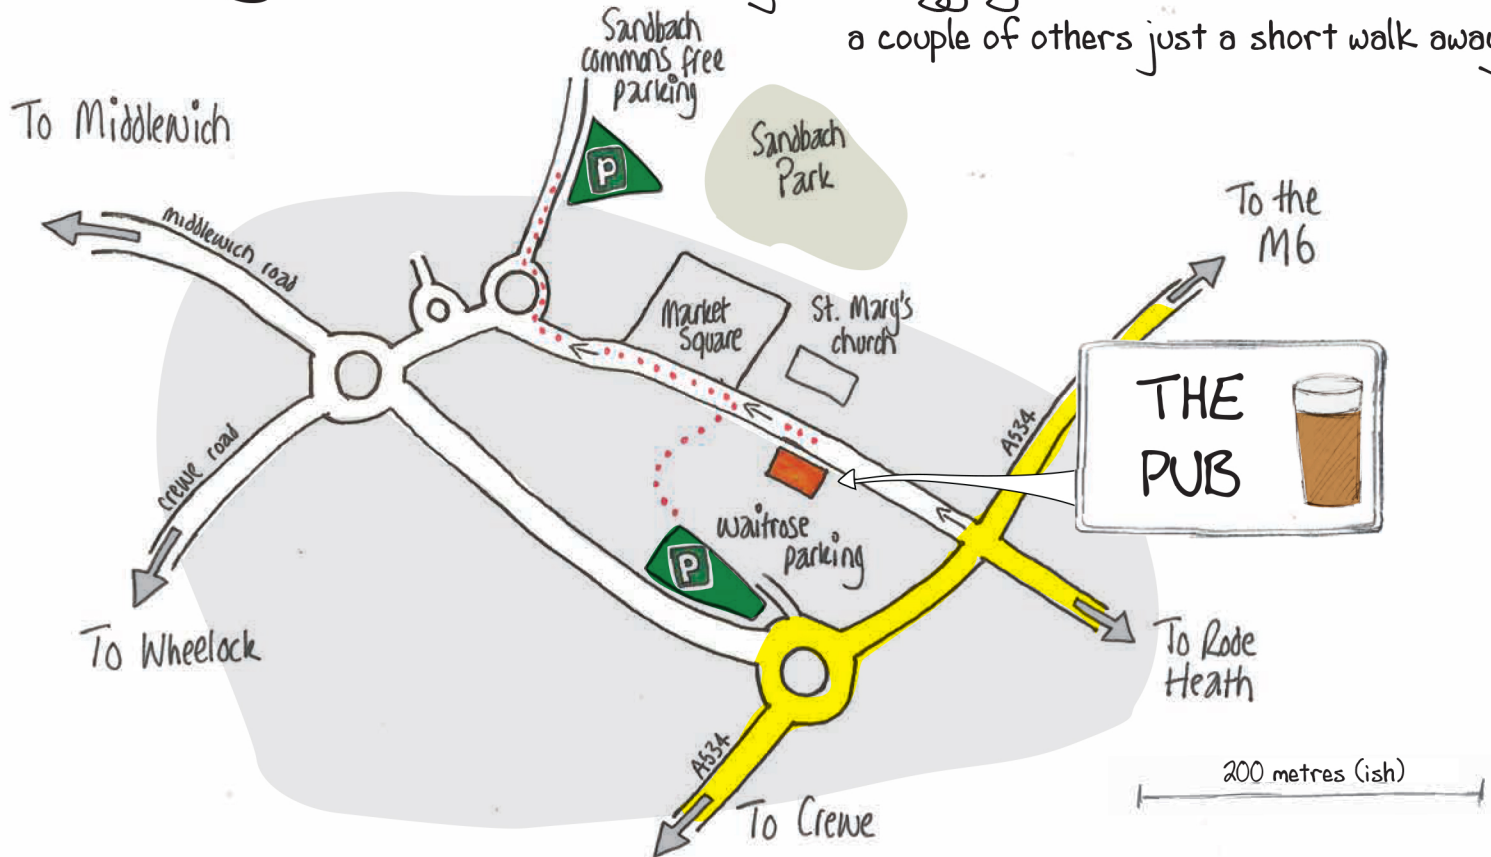 a couple of others just a short walk away
Sandbach
commons free
parking
To Middlewich
P
Sandbach
Park
To the
M6
middlewich road
Market
Square
St. Mary's
church
THE
PUB
A534
crewe road
waitrose
parking
P
To Wheelock
To Rode
Heath
A534
200 metres (ish)
To Crewe